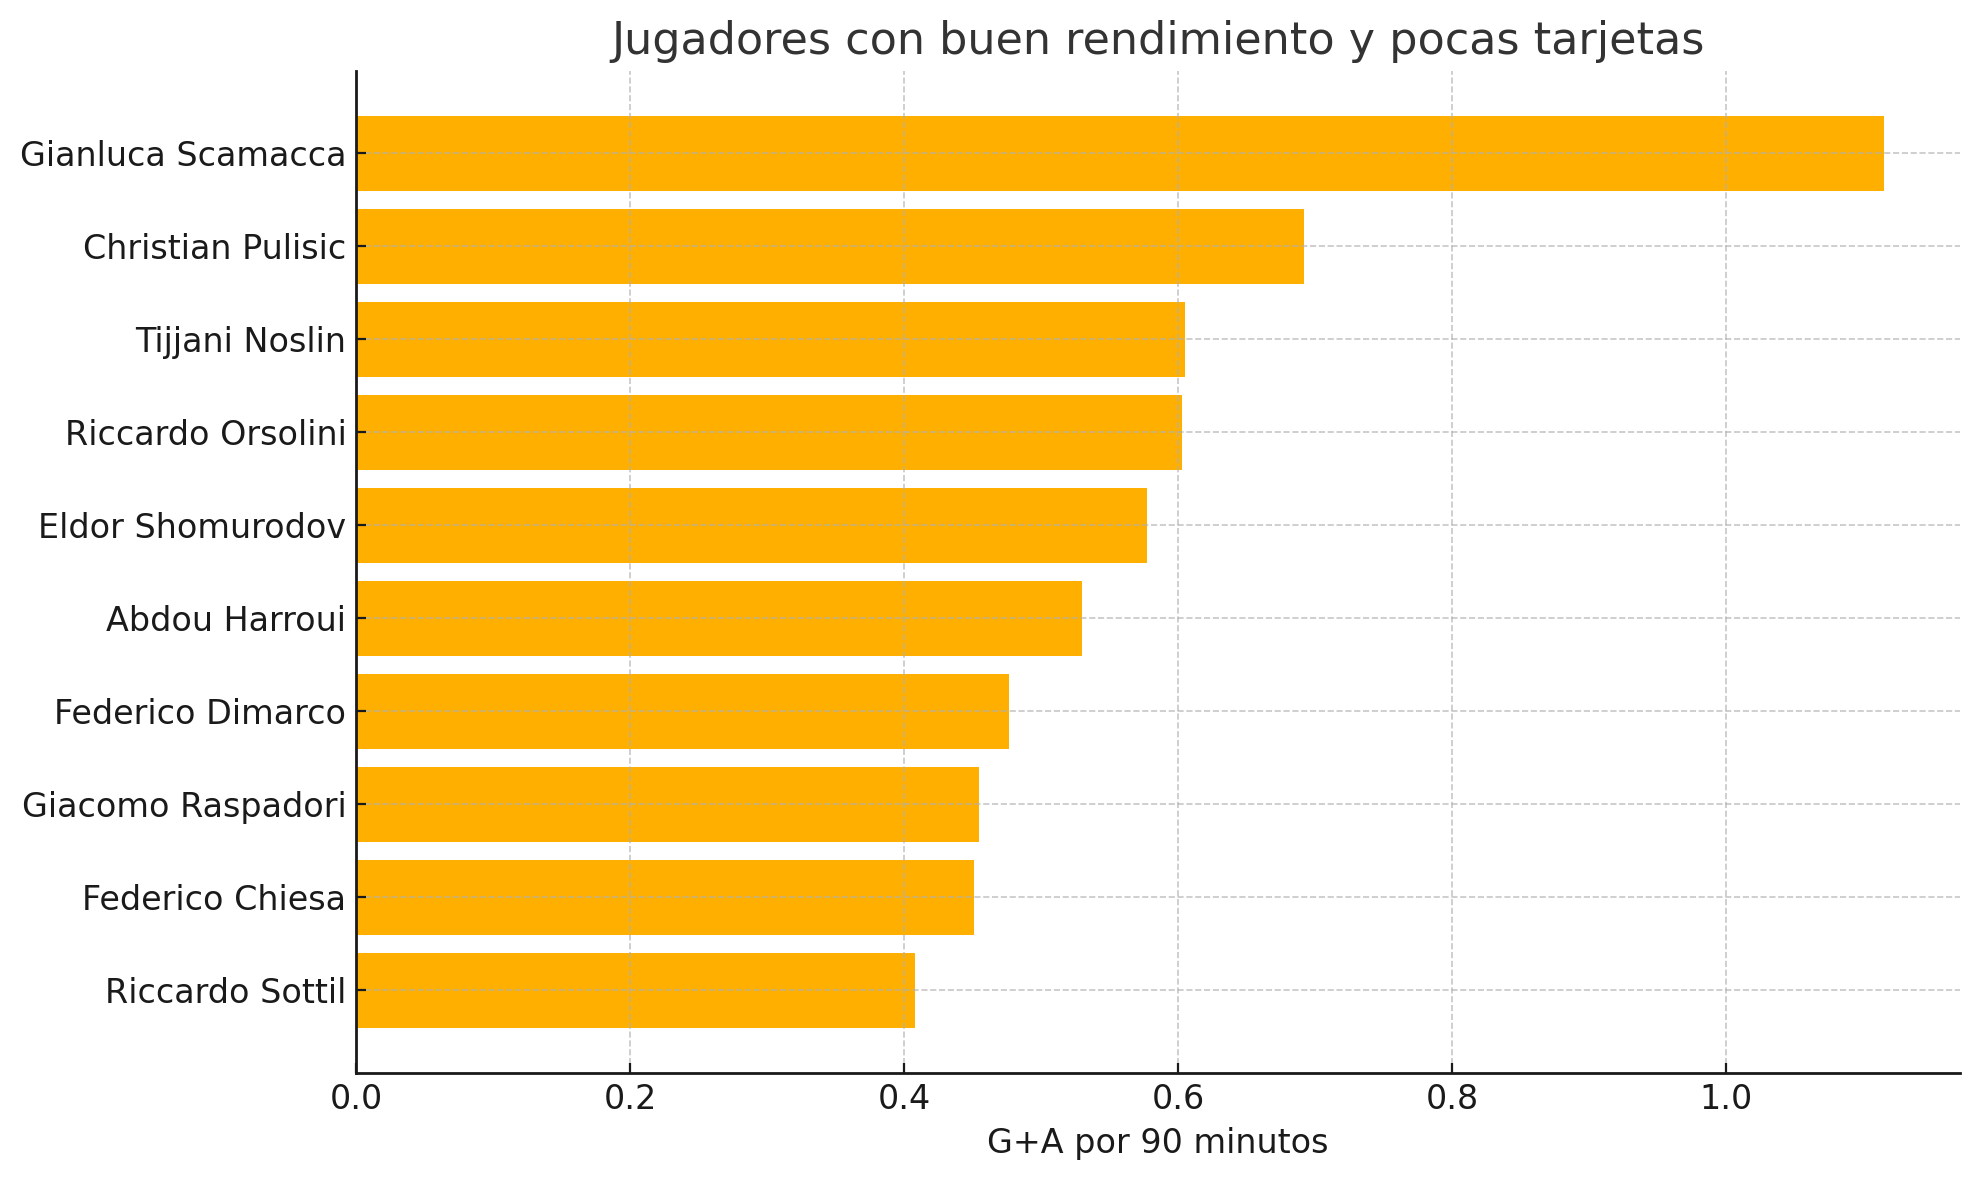 Jugadores con buen rendimiento y pocas tarjetas
Gianluca Scamacca
Christian Pulisic
Tijjani Noslin
Riccardo Orsolini
Eldor Shomurodov
Abdou Harroui
Federico Dimarco
Giacomo Raspadori
Federico Chiesa
Riccardo Sottil
0.0 0.2 0.4 0.6 0.8 1.0
G+A por 90 minutos